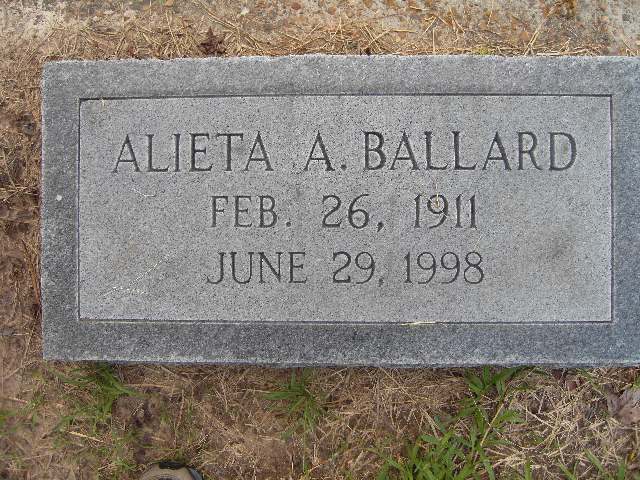 ALIETA A. BALLARD
FEB. 26, 1911
JUNE 29, 1998